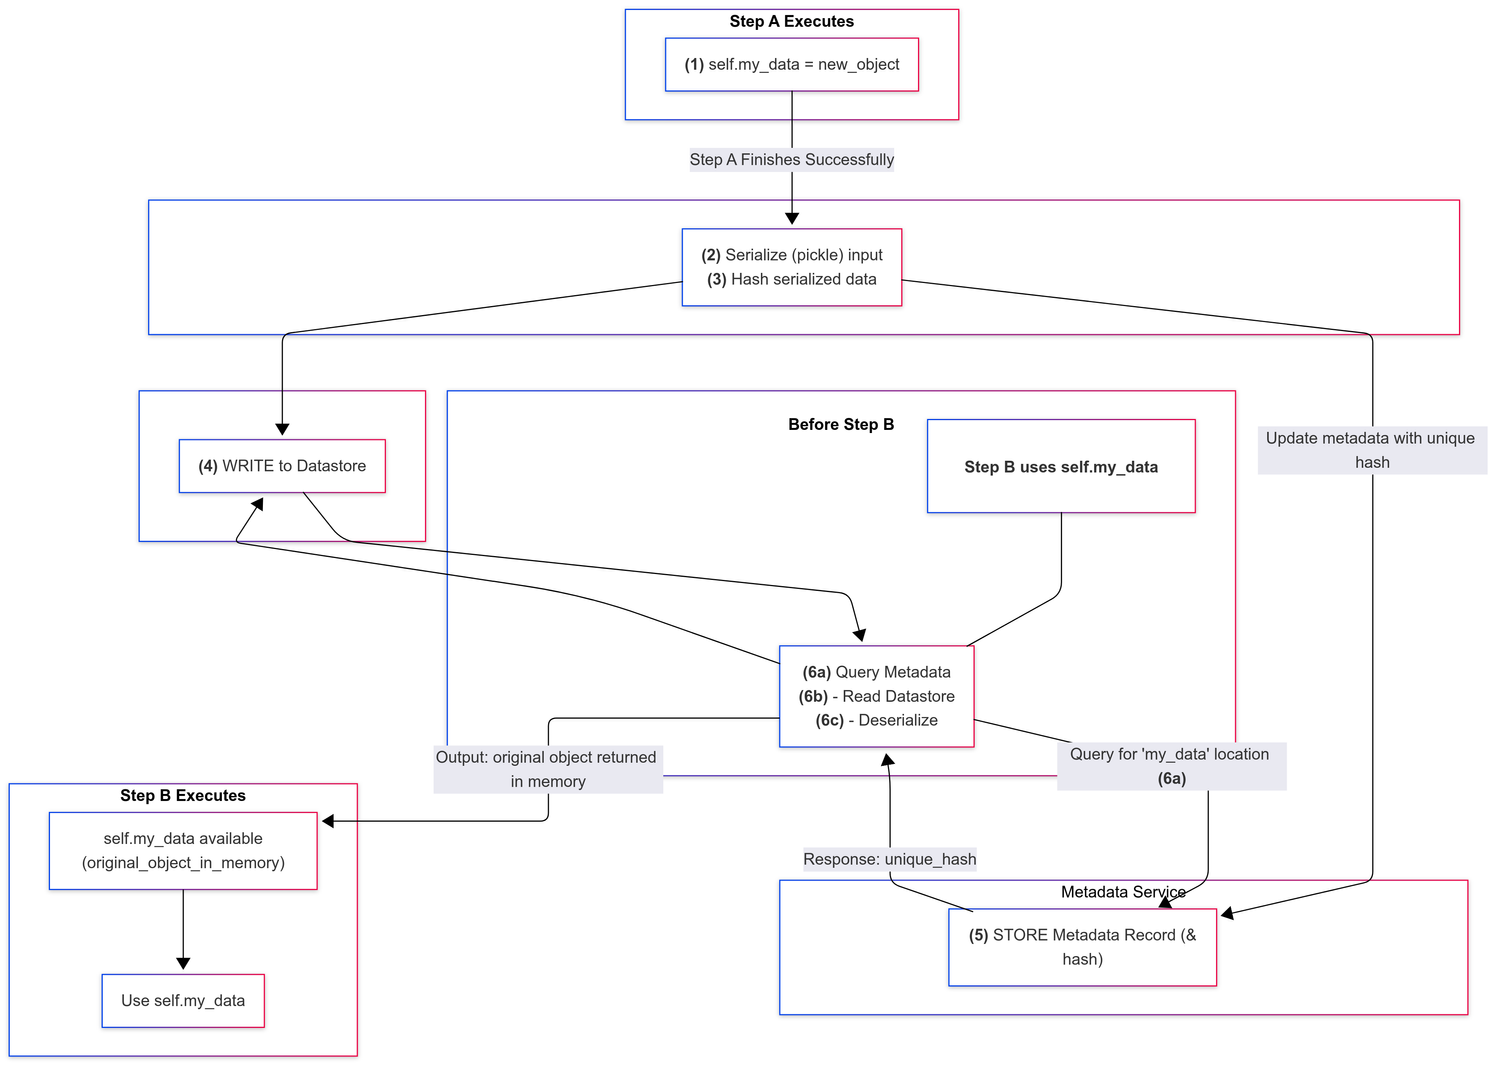 Step A Executes
(1) self.my_data = new_object
Step A Finishes Successfully
(2) Serialize (pickle) input
(3) Hash serialized data
(4) WRITE to Datastore
Before Step B
Step B uses self.my_data
Update metadata with unique
hash
(6a) Query Metadata
(6b) - Read Datastore
(6c) - Deserialize
Output: original object returned
in memory
Query for 'my_data' location
(6a)
Step B Executes
self.my_data available
(original_object_in_memory)
Use self.my_data
Response: unique_hash
Metadata Service
(5) STORE Metadata Record (&
hash)